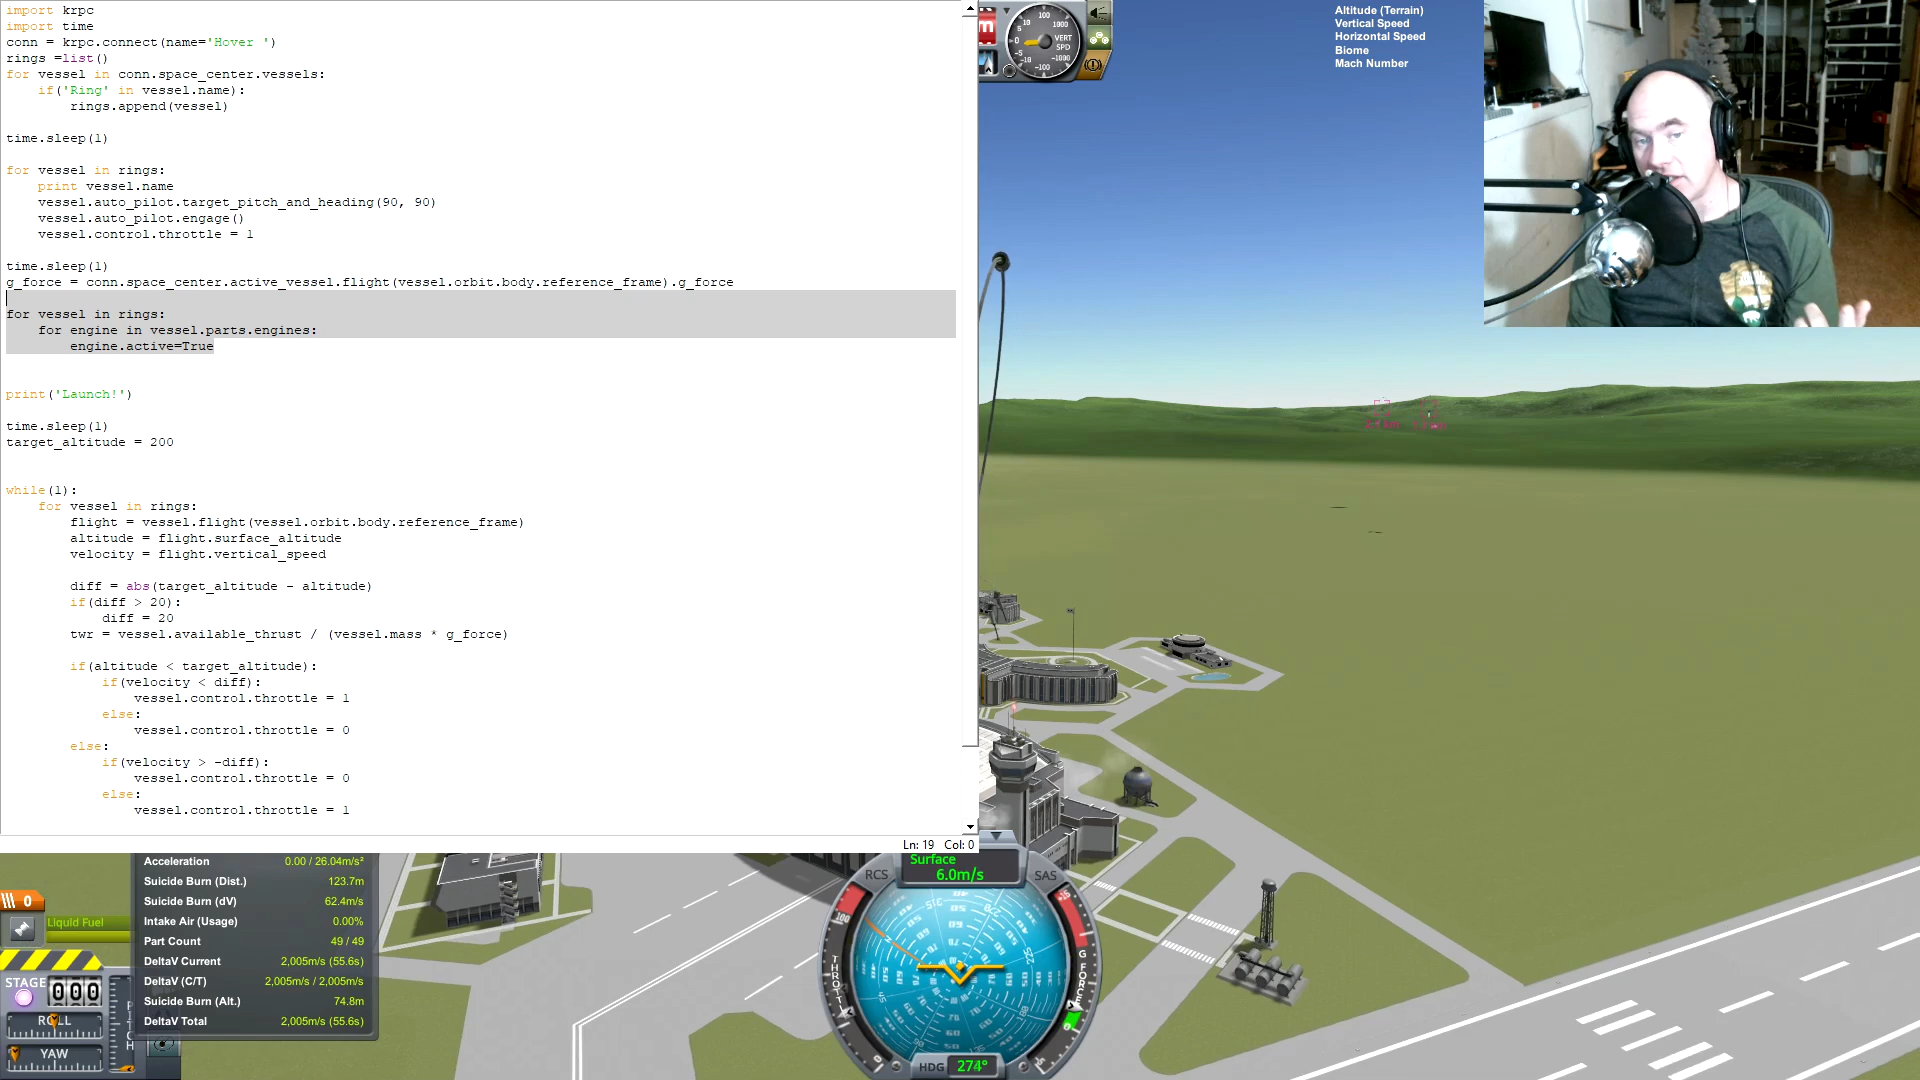 import krpc
import time
conn = krpc.connect(name='Hover ')
rings =list()
for vessel in conn.space_center.vessels:
    if('Ring' in vessel.name):
        rings.append(vessel)
time.sleep(1)
for vessel in rings:
    print vessel.name
    vessel.auto_pilot.target_pitch_and_heading(90, 90)
    vessel.auto_pilot.engage()
    vessel.control.throttle = 1
time.sleep(1)
g_force = conn.space_center.active_vessel.flight(vessel.orbit.body.reference_frame).g_force
for vessel in rings:
    for engine in vessel.parts.engines:
        engine.active=True
print('Launch!')
time.sleep(1)
target_altitude = 200
while(1):
    for vessel in rings:
        flight = vessel.flight(vessel.orbit.body.reference_frame)
        altitude = flight.surface_altitude
        velocity = flight.vertical_speed
        diff = abs(target_altitude - altitude)
        if(diff > 20):
            diff = 20
        twr = vessel.available_thrust / (vessel.mass * g_force)
        if(altitude < target_altitude):
            if(velocity < diff):
                vessel.control.throttle = 1
            else:
                vessel.control.throttle = 0
        else:
            if(velocity > -diff):
                vessel.control.throttle = 0
            else:
                vessel.control.throttle = 1
Ln: 19 Col: 0
VERT
SPD
100
1000
-1000
-100
Altitude (Terrain)
Vertical Speed
Horizontal Speed
Biome
Mach Number
0
Liquid Fuel
STAGE
000
ROLL
YAW
Acceleration 0.00 / 26.04m/s²
Suicide Burn (Dist.) 123.7m
Suicide Burn (dV) 62.4m/s
Intake Air (Usage) 0.00%
Part Count 49 / 49
DeltaV Current 2,005m/s (55.6s)
DeltaV (C/T) 2,005m/s / 2,005m/s
Suicide Burn (Alt.) 74.8m
DeltaV Total 2,005m/s (55.6s)
RCS
Surface
6.0m/s
SAS
THROTTLE
G FORCE
HDG 274°